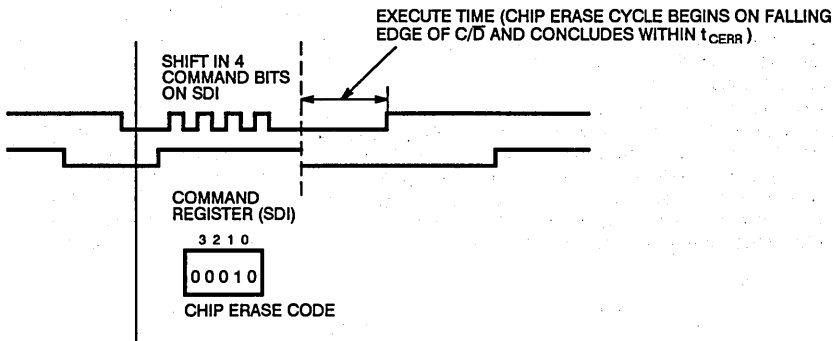 EXECUTE TIME (CHIP ERASE CYCLE BEGINS ON FALLING
EDGE OF C/D̅ AND CONCLUDES WITHIN tCERR)
SHIFT IN 4
COMMAND BITS
ON SDI
COMMAND
REGISTER (SDI)
3 2 1 0
00010
CHIP ERASE CODE